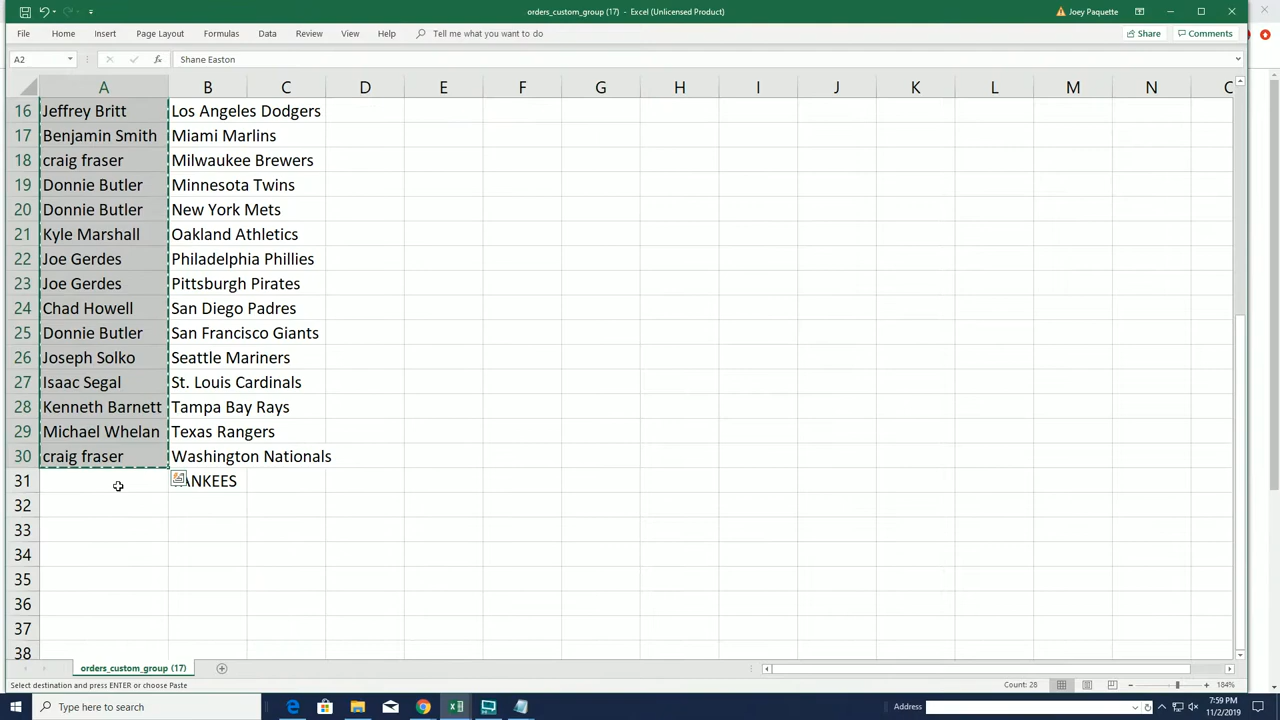 orders_custom_group (17) - Excel (Unlicensed Product)
Joey Paquette
File Home Insert Page Layout Formulas Data Review View Help Tell me what you want to do Share Comments
A2 fx Shane Easton
A B C D E F G H I J K L M N
16 Jeffrey Britt Los Angeles Dodgers
17 Benjamin Smith Miami Marlins
18 craig fraser Milwaukee Brewers
19 Donnie Butler Minnesota Twins
20 Donnie Butler New York Mets
21 Kyle Marshall Oakland Athletics
22 Joe Gerdes Philadelphia Phillies
23 Joe Gerdes Pittsburgh Pirates
24 Chad Howell San Diego Padres
25 Donnie Butler San Francisco Giants
26 Joseph Solko Seattle Mariners
27 Isaac Segal St. Louis Cardinals
28 Kenneth Barnett Tampa Bay Rays
29 Michael Whelan Texas Rangers
30 craig fraser Washington Nationals
31 ANKEES
32
33
34
35
36
37
38
orders_custom_group (17)
Select destination and press ENTER or choose Paste Count: 28 184%
Type here to search Address 7:59 PM
11/2/2019